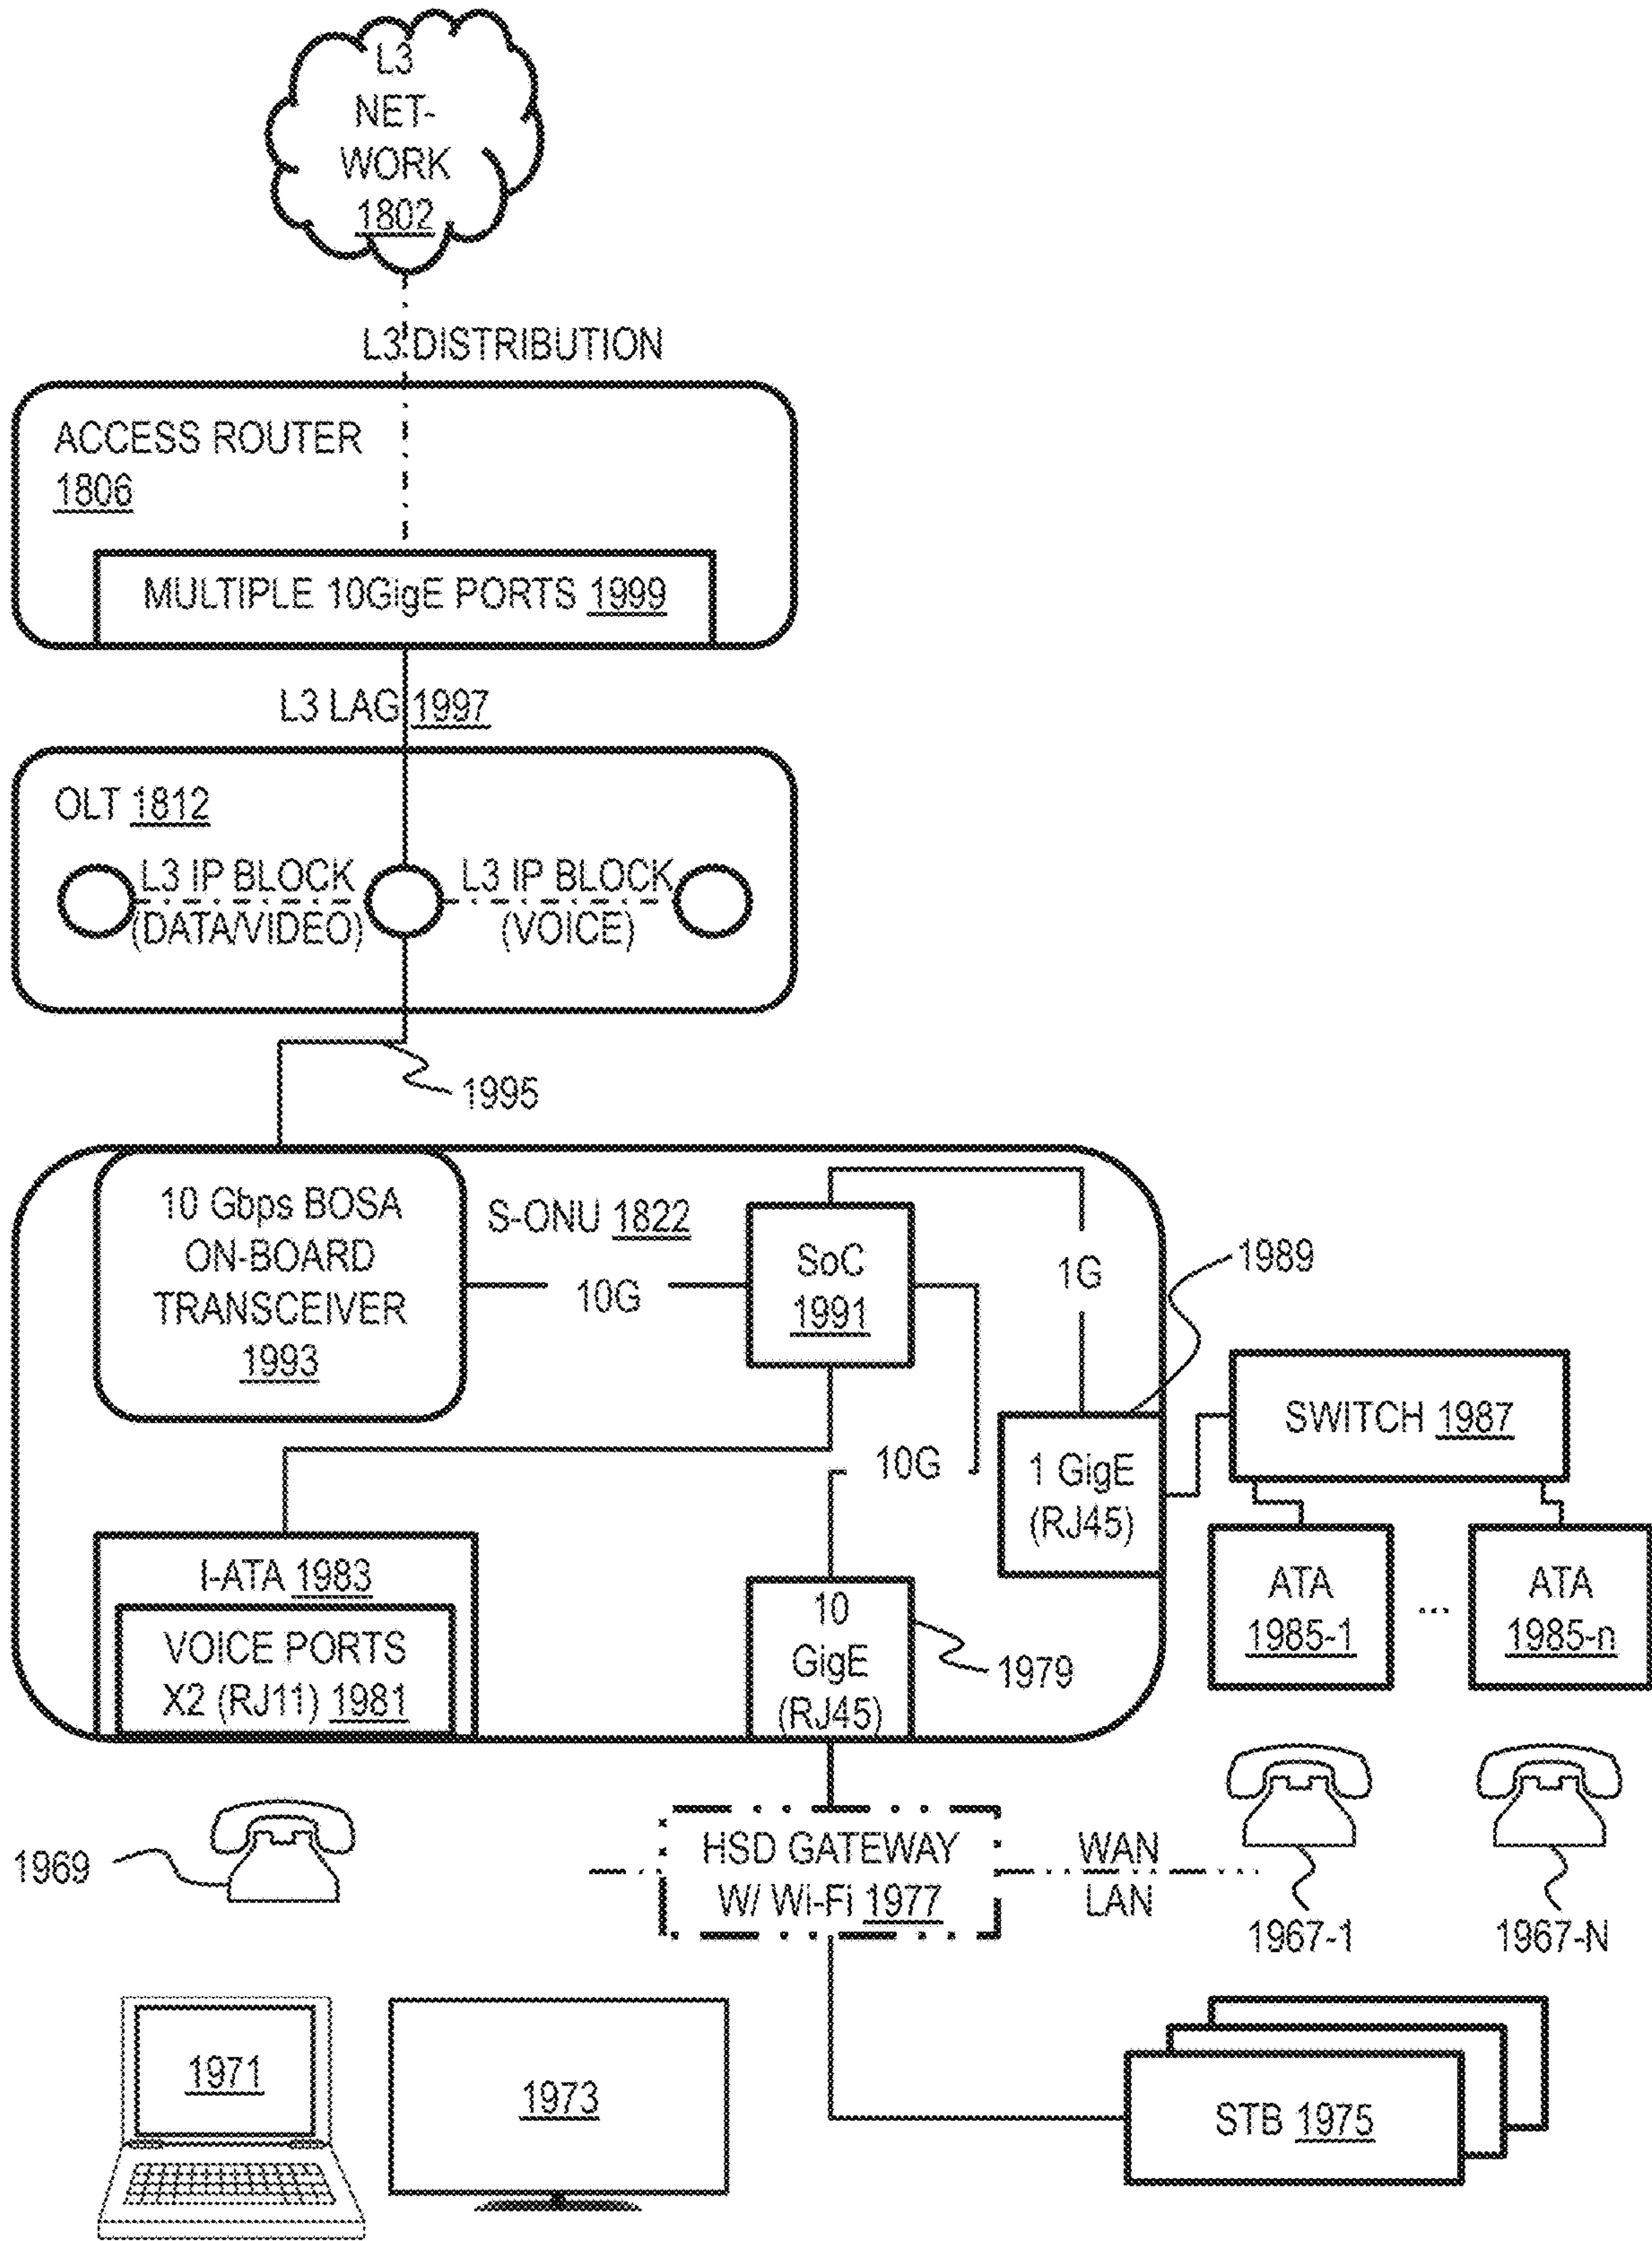 L3
NET-
WORK
1802
L3 DISTRIBUTION
ACCESS ROUTER
1806
MULTIPLE 10GigE PORTS 1999
L3 LAG 1997
OLT 1812
L3 IP BLOCK
(DATA/VIDEO)
L3 IP BLOCK
(VOICE)
1995
10 Gbps BOSA
ON-BOARD
TRANSCEIVER
1993
S-ONU 1822
10G
SoC
1991
1G
1989
10G
1 GigE
(RJ45)
SWITCH 1987
ATA
1985-1
...
ATA
1985-n
I-ATA 1983
VOICE PORTS
X2 (RJ11) 1981
10
GigE
(RJ45)
1979
1969
HSD GATEWAY
W/ Wi-Fi 1977
WAN
LAN
1967-1
1967-N
1971
1973
STB 1975